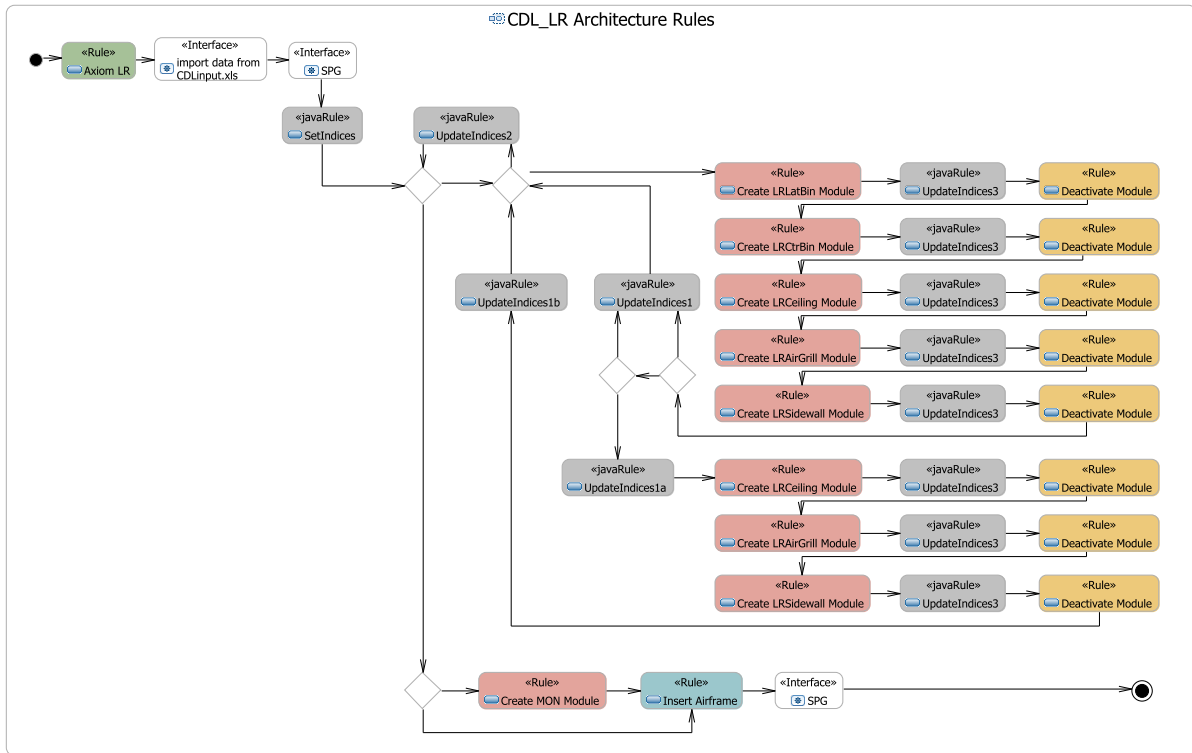 CDL_LR Architecture Rules
«Rule»
Axiom LR
«Interface»
import data from
CDLinput.xls
«Interface»
SPG
«javaRule»
SetIndices
«javaRule»
UpdateIndices2
«Rule»
Create LRLatBin Module
«javaRule»
UpdateIndices3
«Rule»
Deactivate Module
«Rule»
Create LRCtrBin Module
«javaRule»
UpdateIndices3
«Rule»
Deactivate Module
«javaRule»
UpdateIndices1b
«javaRule»
UpdateIndices1
«Rule»
Create LRCeiling Module
«javaRule»
UpdateIndices3
«Rule»
Deactivate Module
«Rule»
Create LRAirGrill Module
«javaRule»
UpdateIndices3
«Rule»
Deactivate Module
«Rule»
Create LRSidewall Module
«javaRule»
UpdateIndices3
«Rule»
Deactivate Module
«javaRule»
UpdateIndices1a
«Rule»
Create LRCeiling Module
«javaRule»
UpdateIndices3
«Rule»
Deactivate Module
«Rule»
Create LRAirGrill Module
«javaRule»
UpdateIndices3
«Rule»
Deactivate Module
«Rule»
Create LRSidewall Module
«javaRule»
UpdateIndices3
«Rule»
Deactivate Module
«Rule»
Create MON Module
«Rule»
Insert Airframe
«Interface»
SPG